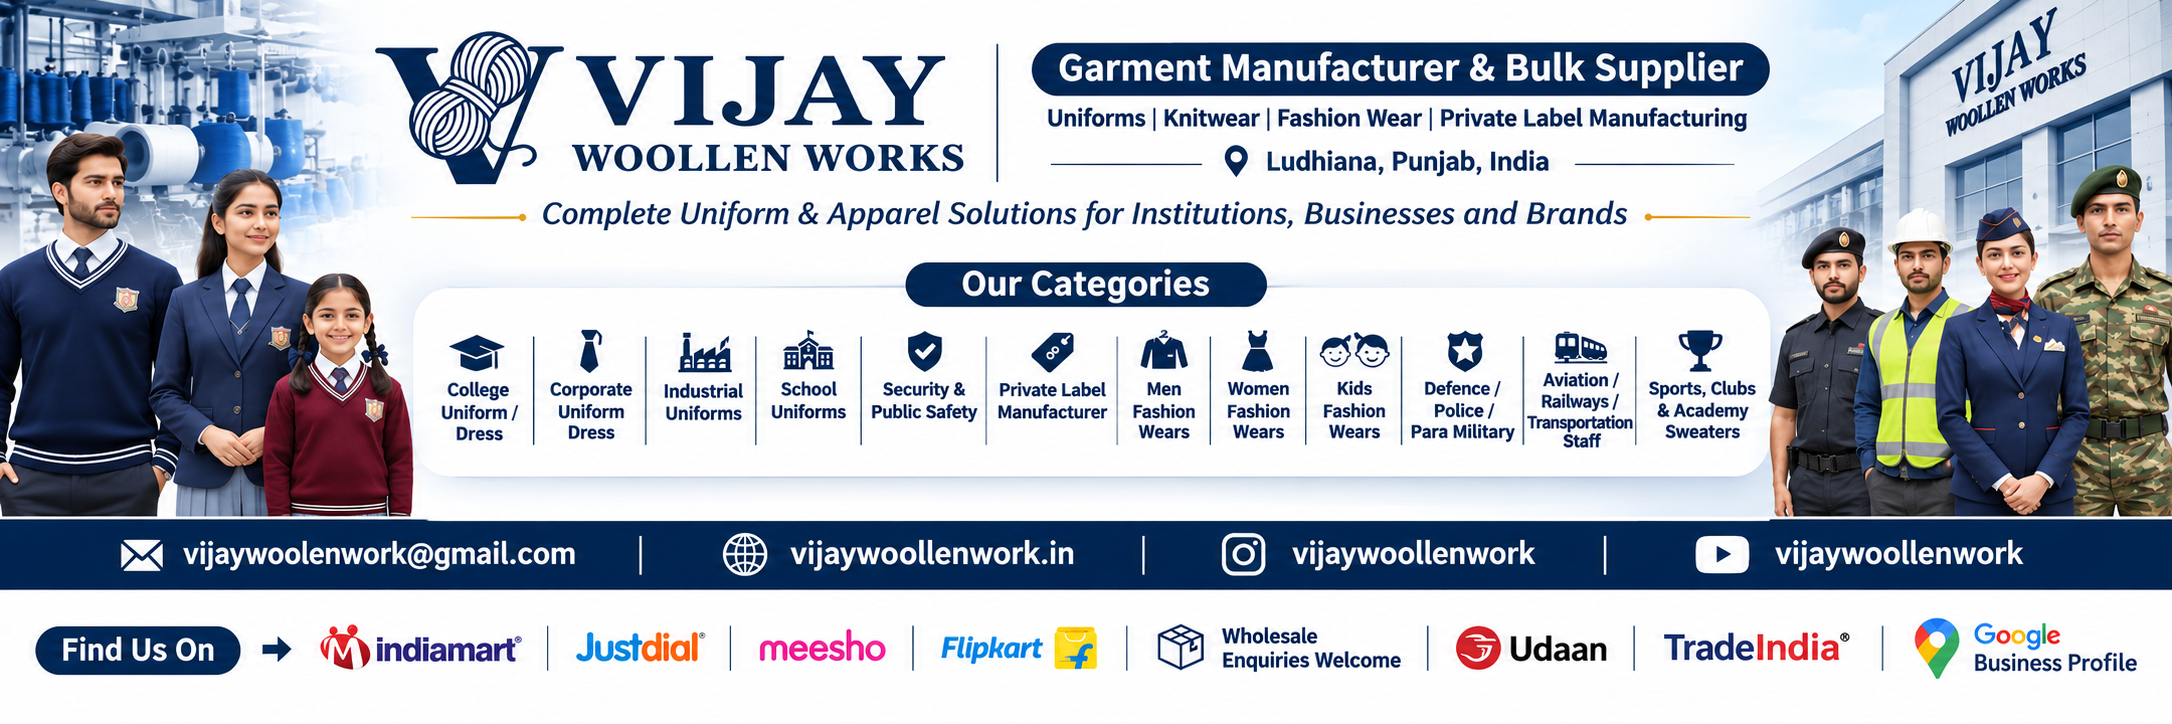 VIJAY
WOOLLEN WORKS
Garment Manufacturer & Bulk Supplier
Uniforms | Knitwear | Fashion Wear | Private Label Manufacturing
Ludhiana, Punjab, India
Complete Uniform & Apparel Solutions for Institutions, Businesses and Brands
VIJAY
WOOLLEN WORKS
Our Categories
College
Uniform /
Dress
Corporate
Uniform
Dress
Industrial
Uniforms
School
Uniforms
Security &
Public Safety
Private Label
Manufacturer
Men
Fashion
Wears
Women
Fashion
Wears
Kids
Fashion
Wears
Defence /
Police /
Para Military
Aviation /
Railways /
Transportation
Staff
Sports, Clubs
& Academy
Sweaters
vijaywoolenwork@gmail.com
vijaywoollenwork.in
vijaywoollenwork
vijaywoollenwork
Find Us On
indiamart®
Justdial®
meesho
Flipkart
Wholesale
Enquiries Welcome
Udaan
TradeIndia®
Google
Business Profile